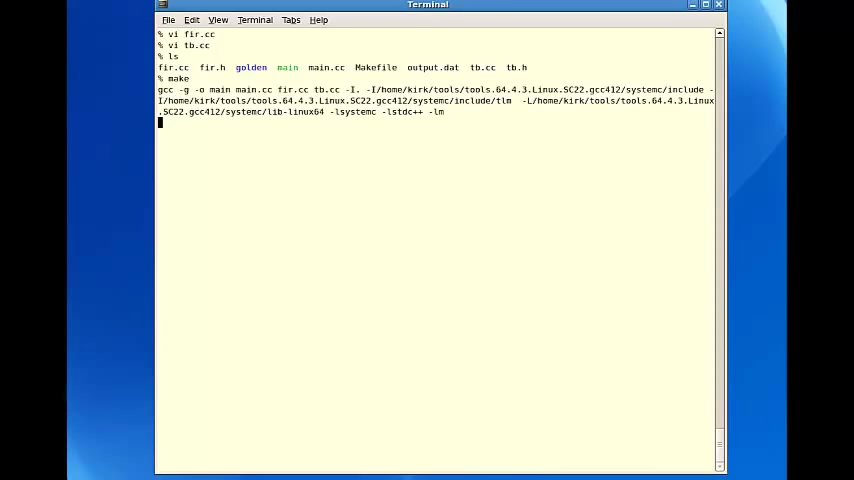 Terminal
File Edit View Terminal Tabs Help
% vi fir.cc
% vi tb.cc
% ls
fir.cc fir.h golden main main.cc Makefile output.dat tb.cc tb.h
% make
gcc -g -o main main.cc fir.cc tb.cc -I. -I/home/kirk/tools/tools.64.4.3.Linux.SC22.gcc412/systemc/include -
I/home/kirk/tools/tools.64.4.3.Linux.SC22.gcc412/systemc/include/tlm -L/home/kirk/tools/tools.64.4.3.Linux
.SC22.gcc412/systemc/lib-linux64 -lsystemc -lstdc++ -lm